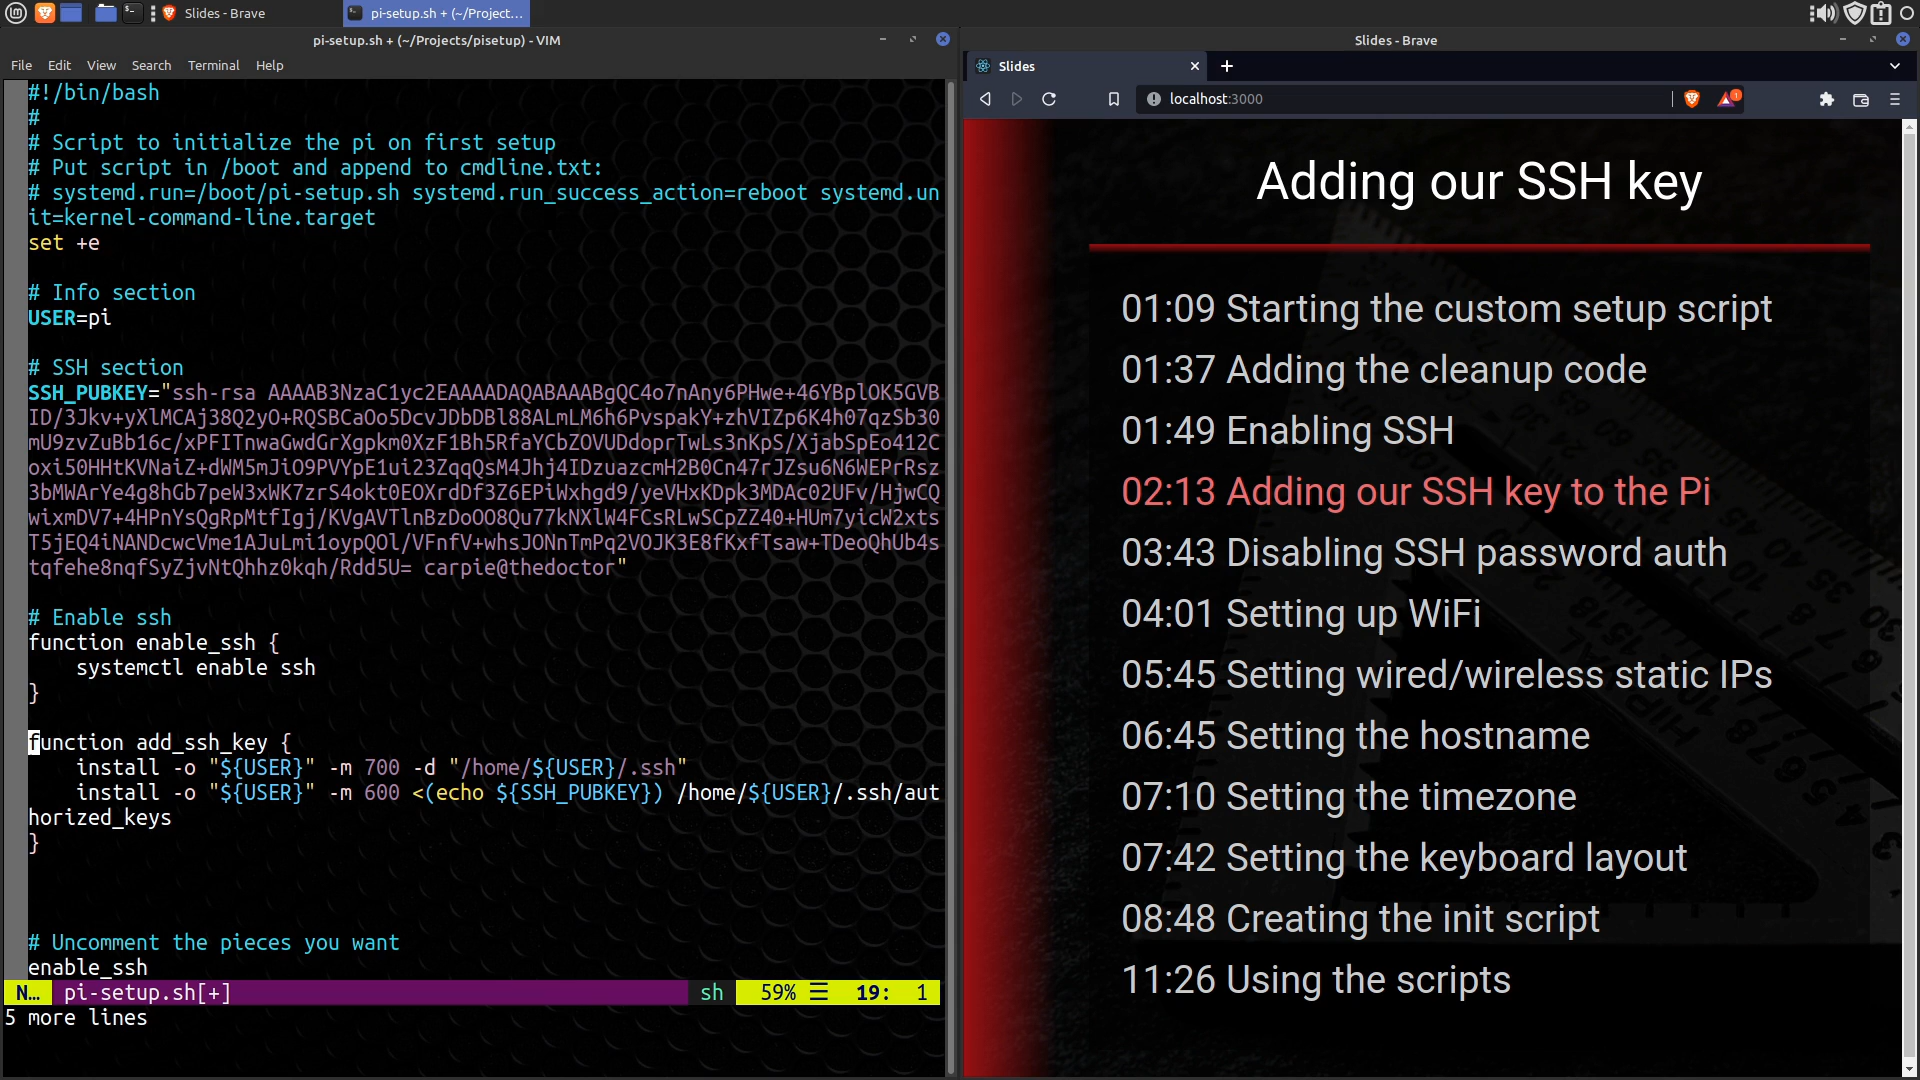 Slides - Brave
pi-setup.sh + (~/Project...
pi-setup.sh + (~/Projects/pisetup) - VIM
File Edit View Search Terminal Help
#!/bin/bash
#
# Script to initialize the pi on first setup
# Put script in /boot and append to cmdline.txt:
# systemd.run=/boot/pi-setup.sh systemd.run_success_action=reboot systemd.un
it=kernel-command-line.target
set +e
# Info section
USER=pi
# SSH section
SSH_PUBKEY="ssh-rsa AAAAB3NzaC1yc2EAAAADAQABAAABgQC4o7nAny6PHwe+46YBplOK5GVB
ID/3Jkv+yXlMCAj38Q2yO+RQSBCaOo5DcvJDbDBl88ALmLM6h6PvspakY+zhVIZp6K4h07qzSb30
mU9zvZuBb16c/xPFITnwaGwdGrXgpkm0XzF1Bh5RfaYCbZOVUDdoprTwLs3nKpS/XjabSpEo412C
oxi50HHtKVNaiZ+dWM5mJiO9PVYpE1ui23ZqqQsM4Jhj4IDzuazcmH2B0Cn47rJZsu6N6WEPrRsz
3bMWArYe4g8hGb7peW3xWK7zrS4okt0EOXrdDf3Z6EPiWxhgd9/yeVHxKDpk3MDAc02UFv/HjwCQ
wixmDV7+4HPnYsQgRpMtfIgj/KVgAVTlnBzDoOO8Qu77kNXlW4FCsRLwSCpZZ40+HUm7yicW2xts
T5jEQ4iNANDcwcVme1AJuLmi1oypQOl/VFnfV+whsJONnTmPq2VOJK3E8fKxfTsaw+TDeoQhUb4s
tqfehe8nqfSyZjvNtQhhz0kqh/Rdd5U= carpie@thedoctor"
# Enable ssh
function enable_ssh {
systemctl enable ssh
}
function add_ssh_key {
install -o "${USER}" -m 700 -d "/home/${USER}/.ssh"
install -o "${USER}" -m 600 <(echo ${SSH_PUBKEY}) /home/${USER}/.ssh/aut
horized_keys
}
# Uncomment the pieces you want
enable_ssh
N... pi-setup.sh[+] sh 59% ☰ 19: 1
5 more lines
Slides - Brave
Slides
localhost:3000
1
Adding our SSH key
01:09 Starting the custom setup script
01:37 Adding the cleanup code
01:49 Enabling SSH
02:13 Adding our SSH key to the Pi
03:43 Disabling SSH password auth
04:01 Setting up WiFi
05:45 Setting wired/wireless static IPs
06:45 Setting the hostname
07:10 Setting the timezone
07:42 Setting the keyboard layout
08:48 Creating the init script
11:26 Using the scripts